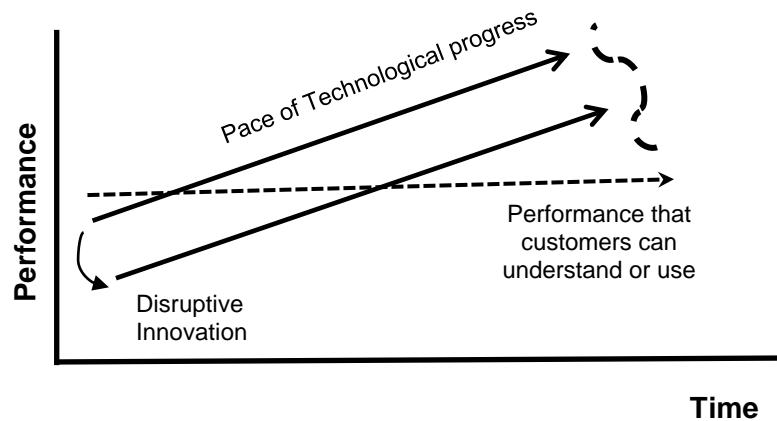 Pace of Technological progress
Performance
Performance that
customers can
understand or use
Disruptive
Innovation
Time